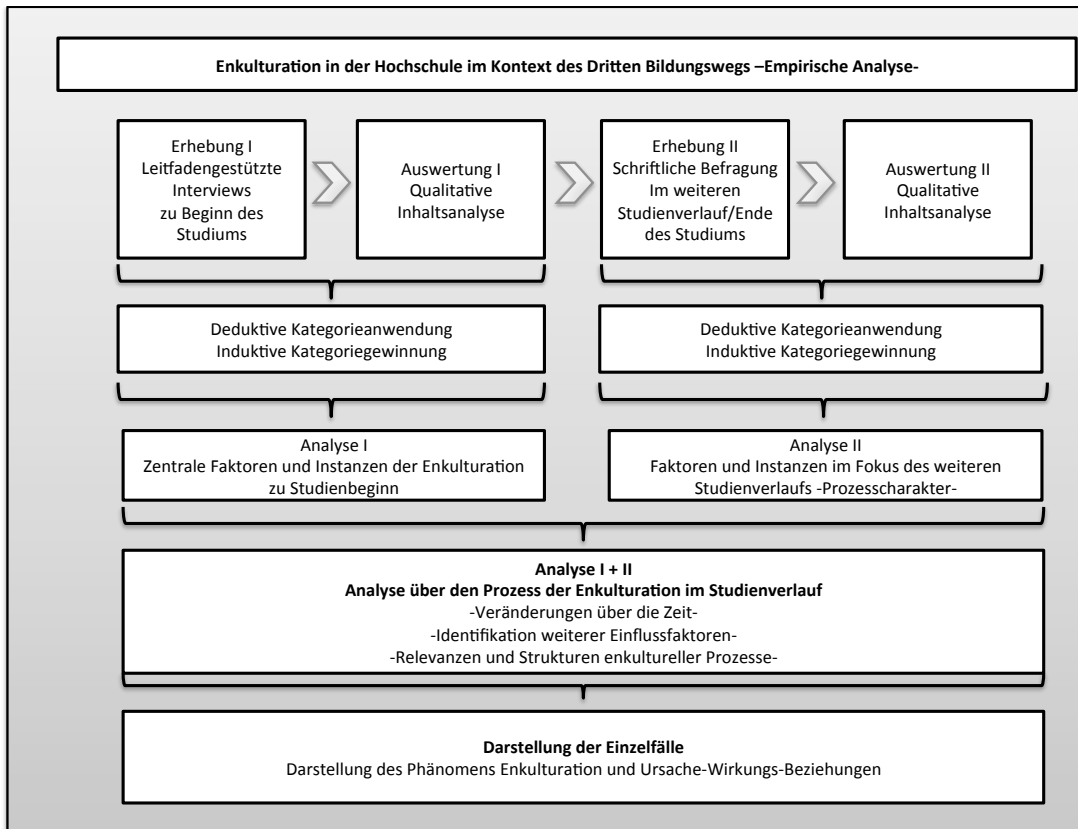 Enkulturation in der Hochschule im Kontext des Dritten Bildungswegs –Empirische Analyse-
Erhebung I
Leitfadengestützte
Interviews
zu Beginn des
Studiums
Auswertung I
Qualitative
Inhaltsanalyse
Erhebung II
Schriftliche Befragung
Im weiteren
Studienverlauf/Ende
des Studiums
Auswertung II
Qualitative
Inhaltsanalyse
Deduktive Kategorieanwendung
Induktive Kategoriegewinnung
Deduktive Kategorieanwendung
Induktive Kategoriegewinnung
Analyse I
Zentrale Faktoren und Instanzen der Enkulturation
zu Studienbeginn
Analyse II
Faktoren und Instanzen im Fokus des weiteren
Studienverlaufs -Prozesscharakter-
Analyse I + II
Analyse über den Prozess der Enkulturation im Studienverlauf
-Veränderungen über die Zeit-
-Identifikation weiterer Einflussfaktoren-
-Relevanzen und Strukturen enkultureller Prozesse-
Darstellung der Einzelfälle
Darstellung des Phänomens Enkulturation und Ursache-Wirkungs-Beziehungen